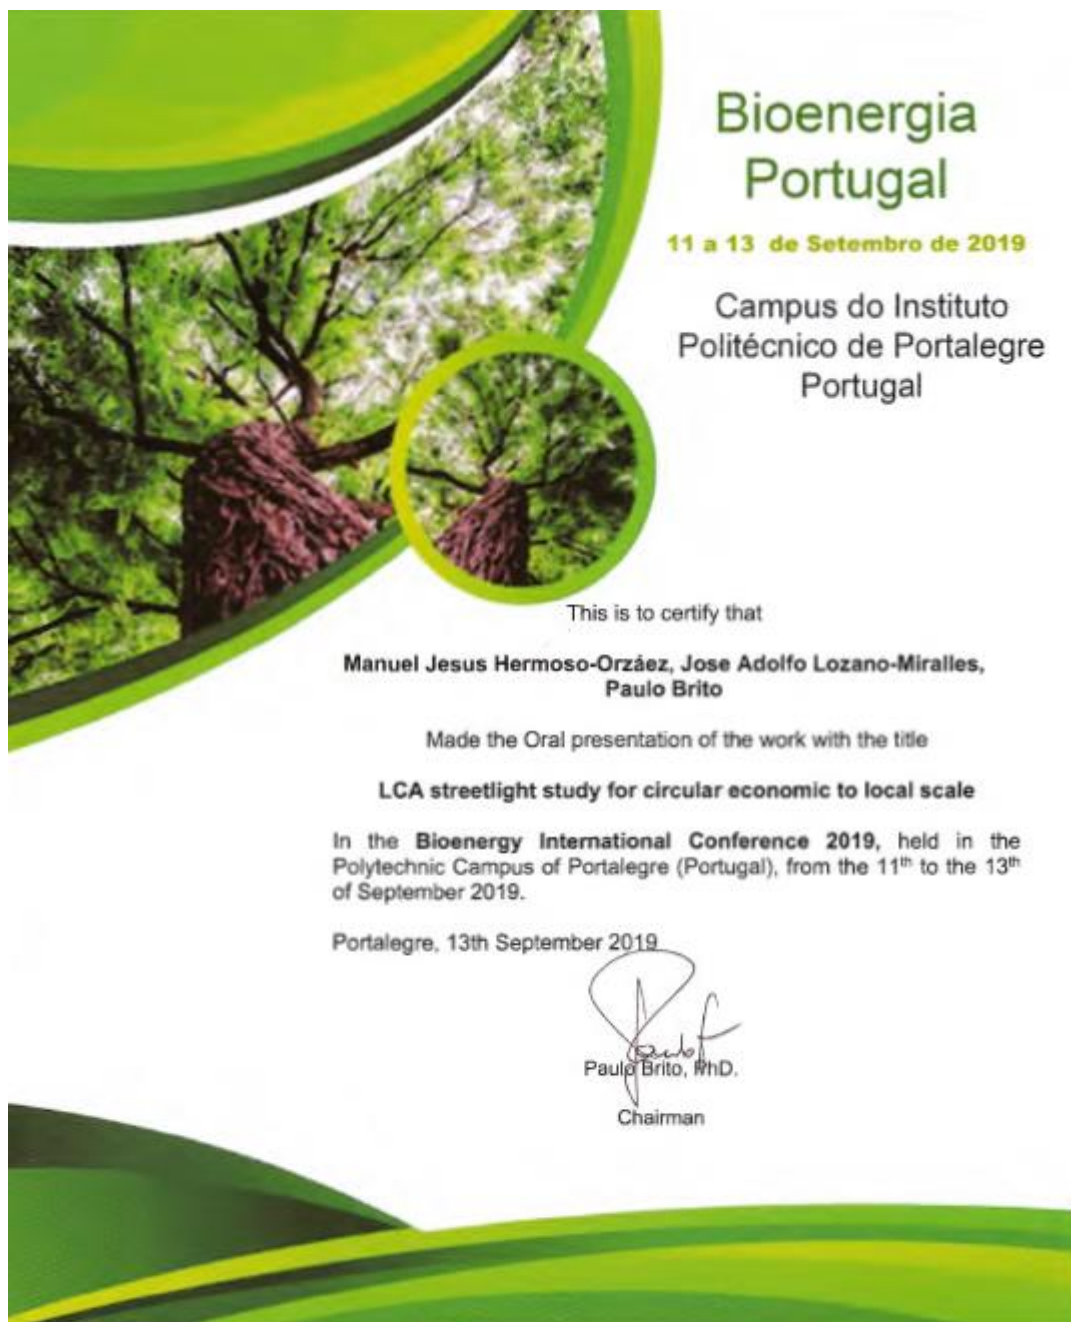 Bioenergia
Portugal
11 a 13 de Setembro de 2019
Campus do Instituto
Politécnico de Portalegre
Portugal
This is to certify that
Manuel Jesus Hermoso-Orzáez, Jose Adolfo Lozano-Miralles,
Paulo Brito
Made the Oral presentation of the work with the title
LCA streetlight study for circular economic to local scale
In the Bioenergy International Conference 2019, held in the
Polytechnic Campus of Portalegre (Portugal), from the 11th to the 13th
of September 2019.
Portalegre, 13th September 2019
Paulo Brito, PhD.
Chairman